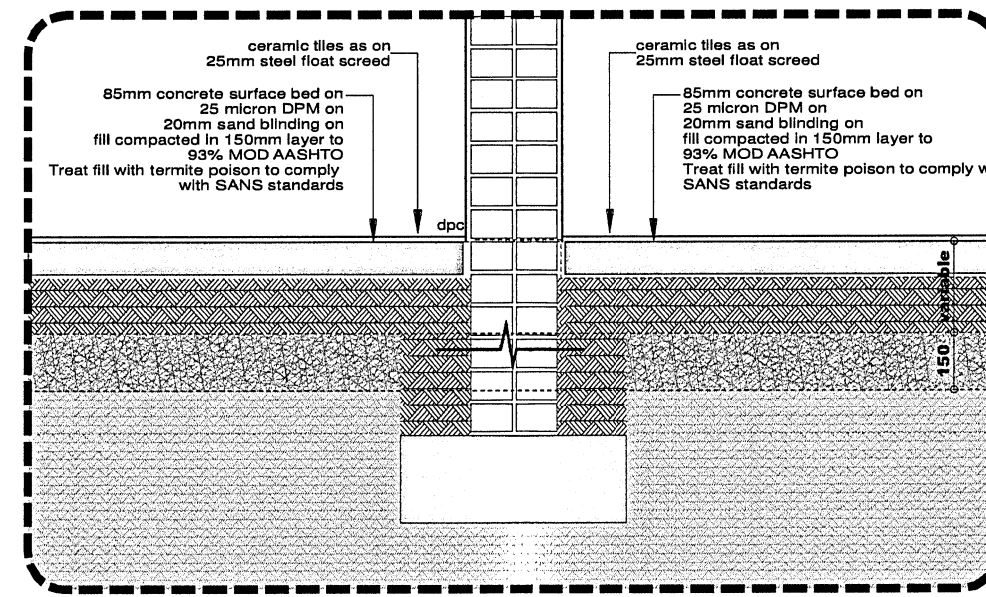 ceramic tiles as on
25mm steel float screed
85mm concrete surface bed on
25 micron DPM on
20mm sand blinding on
fill compacted in 150mm layer to
93% MOD AASHTO
Treat fill with termite poison to comply
with SANS standards
dpc
ceramic tiles as on
25mm steel float screed
85mm concrete surface bed on
25 micron DPM on
20mm sand blinding on
fill compacted in 150mm layer to
93% MOD AASHTO
Treat fill with termite poison to comply w
SANS standards
variable
150